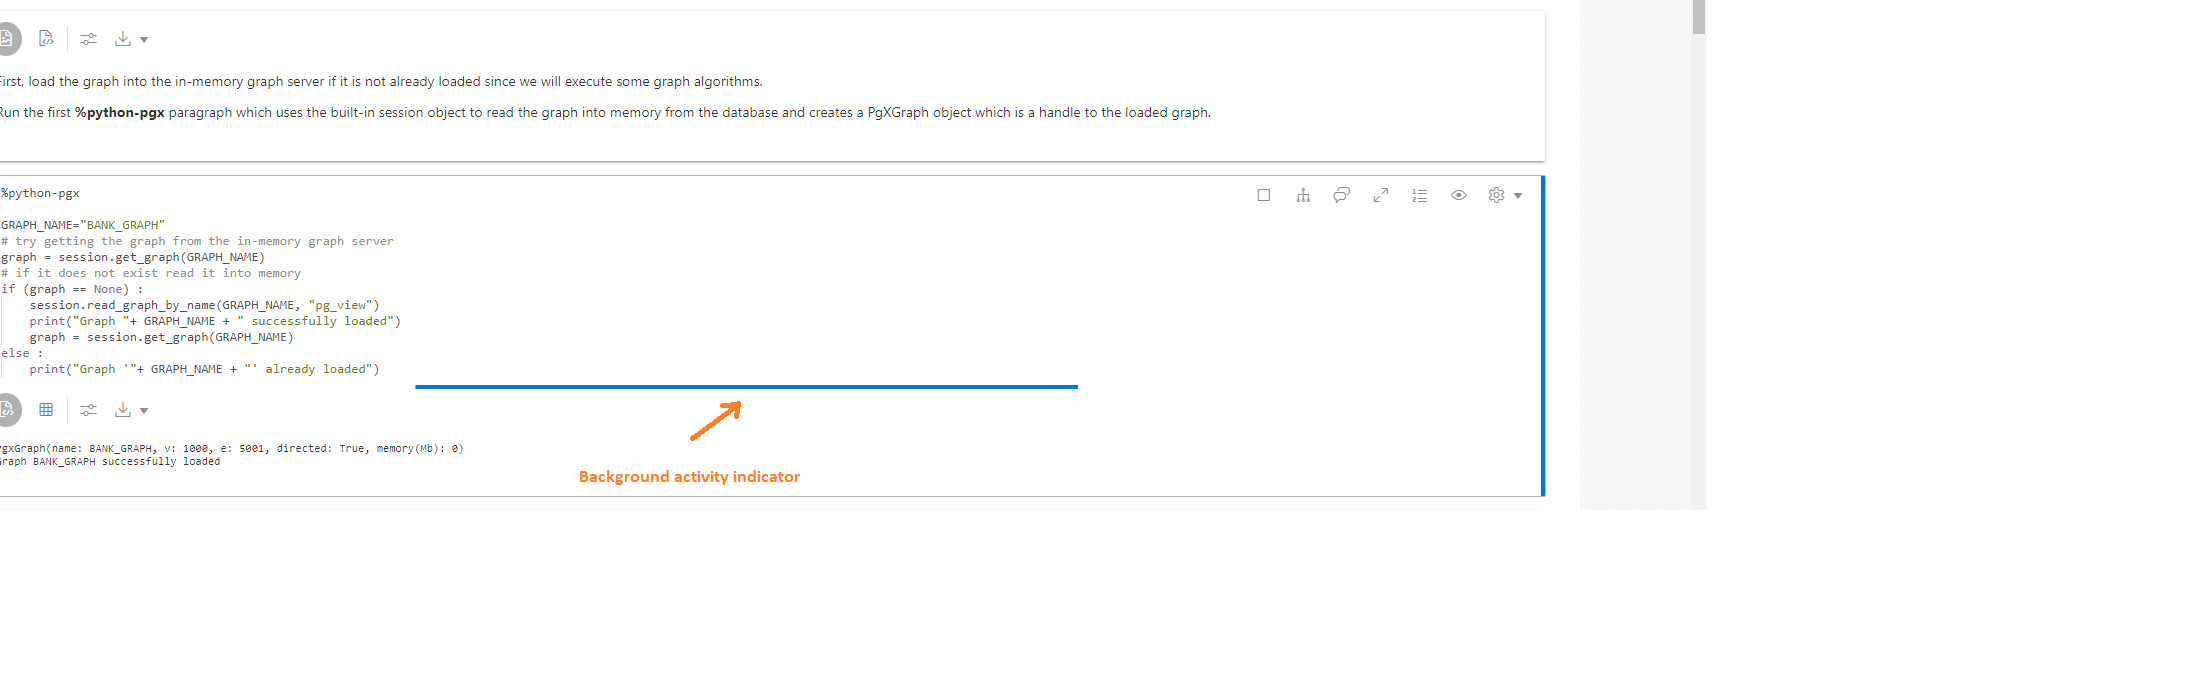 First, load the graph into the in-memory graph server if it is not already loaded since we will execute some graph algorithms.
Run the first %python-pgx paragraph which uses the built-in session object to read the graph into memory from the database and creates a PgXGraph object which is a handle to the loaded graph.
%python-pgx
GRAPH_NAME="BANK_GRAPH"
# try getting the graph from the in-memory graph server
graph = session.get_graph(GRAPH_NAME)
# if it does not exist read it into memory
if (graph == None) :
    session.read_graph_by_name(GRAPH_NAME, "pg_view")
    print("Graph "+ GRAPH_NAME + " successfully loaded")
    graph = session.get_graph(GRAPH_NAME)
else :
    print("Graph '"+ GRAPH_NAME + "' already loaded")
PgxGraph(name: BANK_GRAPH, v: 1000, e: 5001, directed: True, memory(Mb): 0)
Graph BANK_GRAPH successfully loaded
Background activity indicator